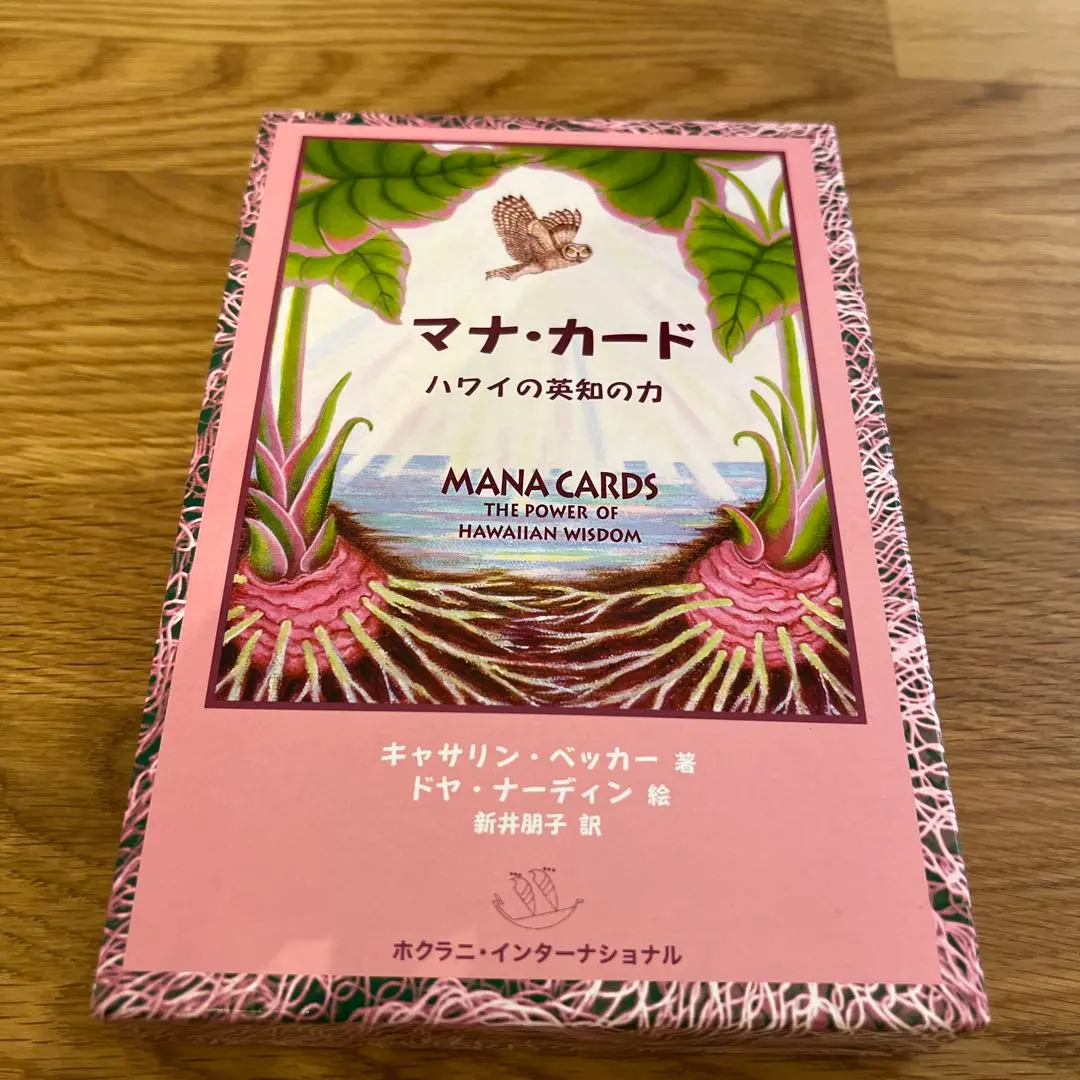 マナ・カード
ハワイの英知の力
MANA CARDS
THE POWER OF
HAWAIIAN WISDOM
キャサリン・ベッカー 著
ドヤ・ナーディン 絵
新井朋子 訳
ホクラニ・インターナショナル